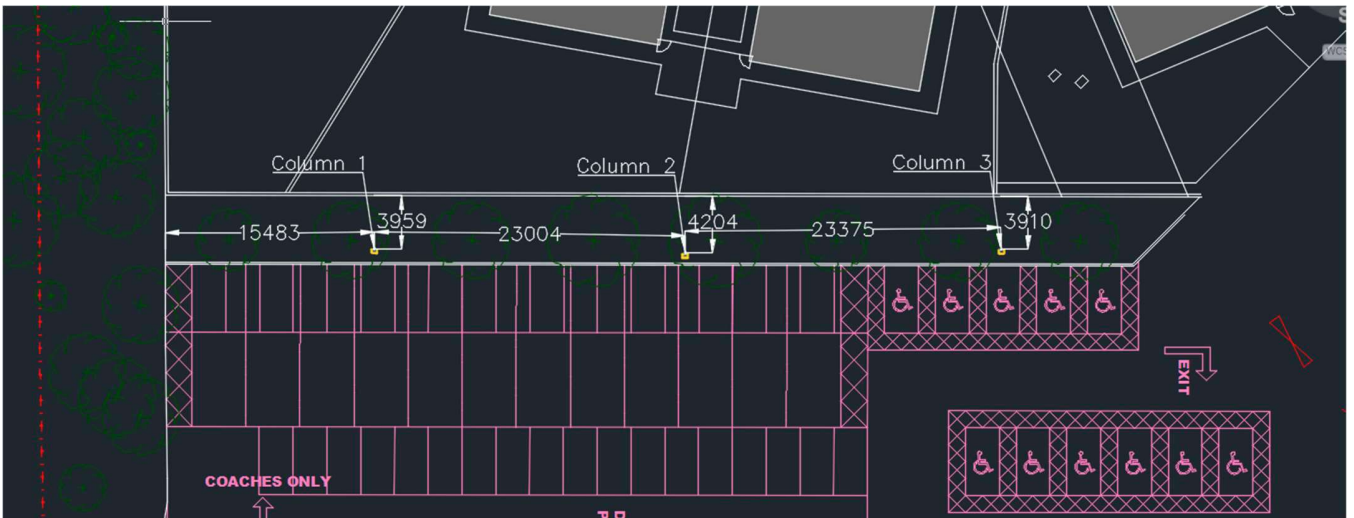 S
WCS
Column 1
Column 2
Column 3
3959
4204
3910
15483
23004
23375
EXIT
COACHES ONLY